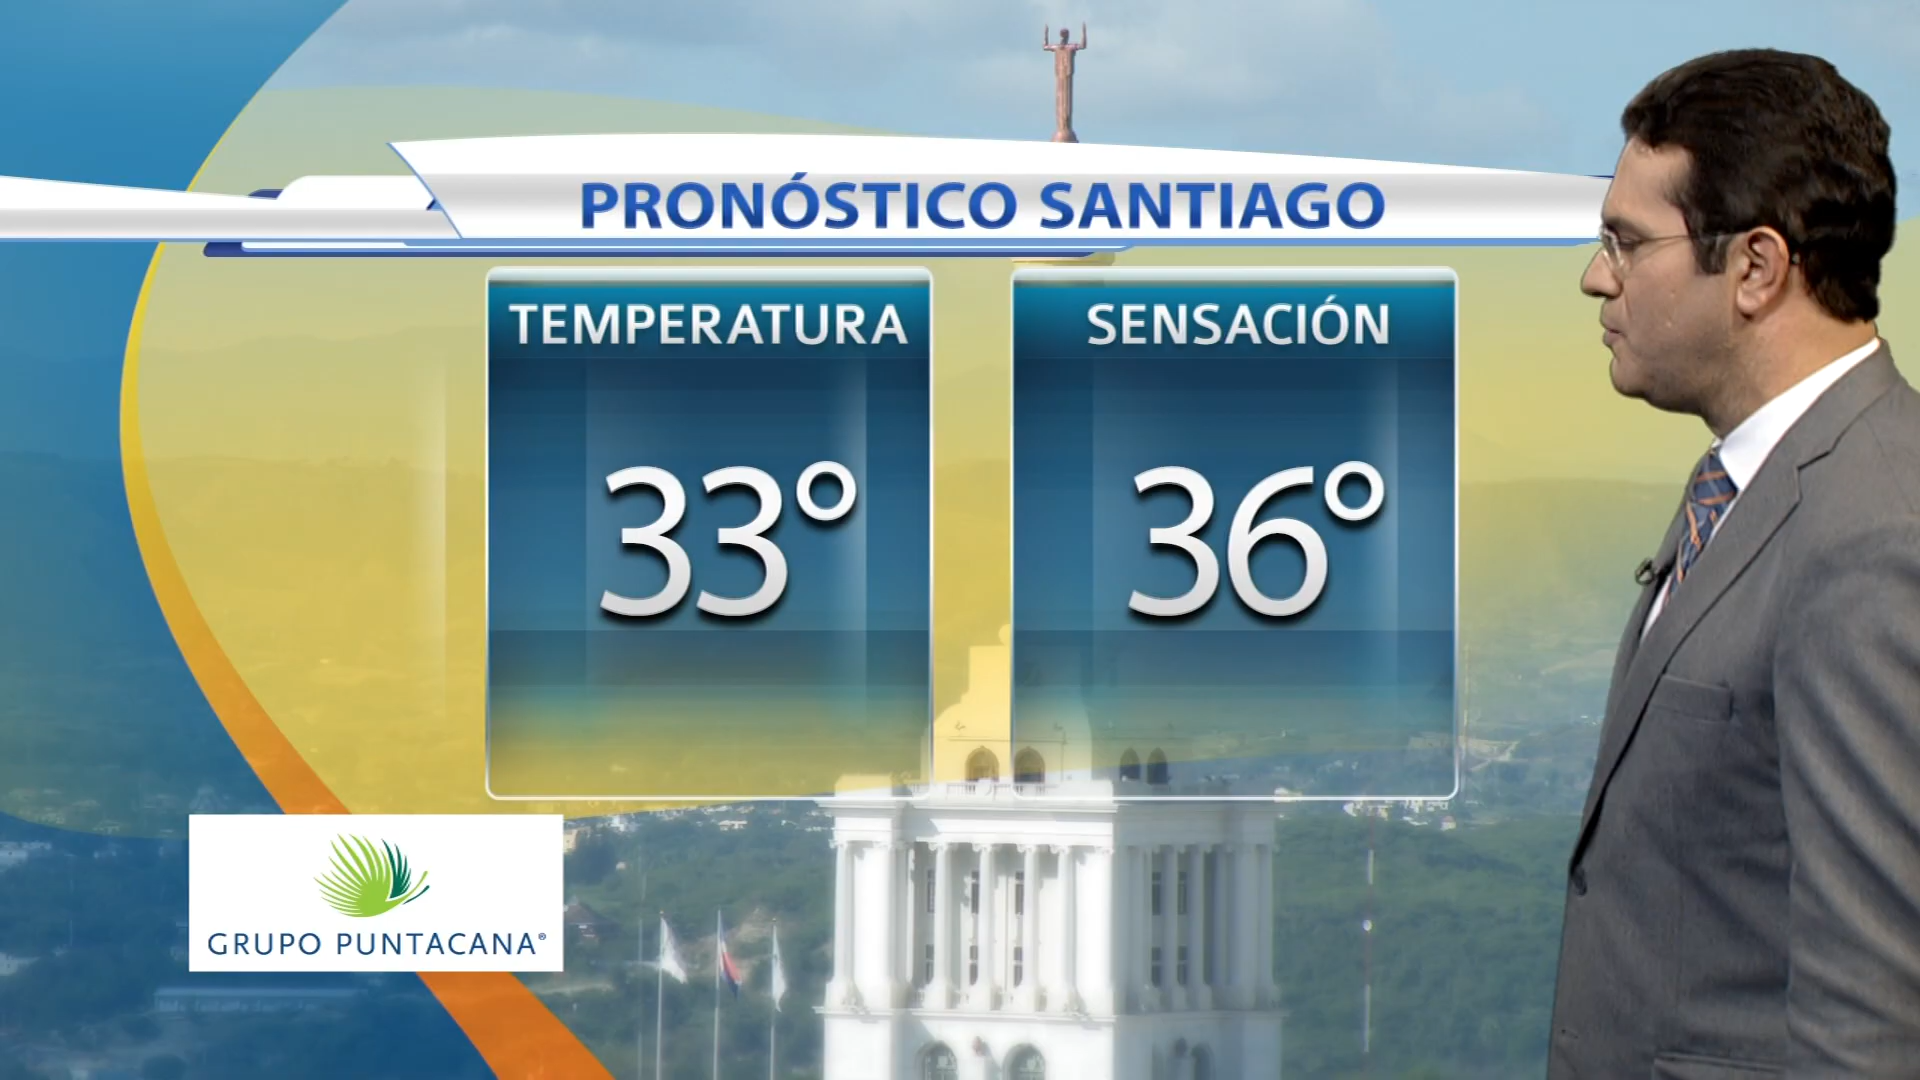 PRONÓSTICO SANTIAGO
TEMPERATURA
SENSACIÓN
33°
36°
GRUPO PUNTACANA®